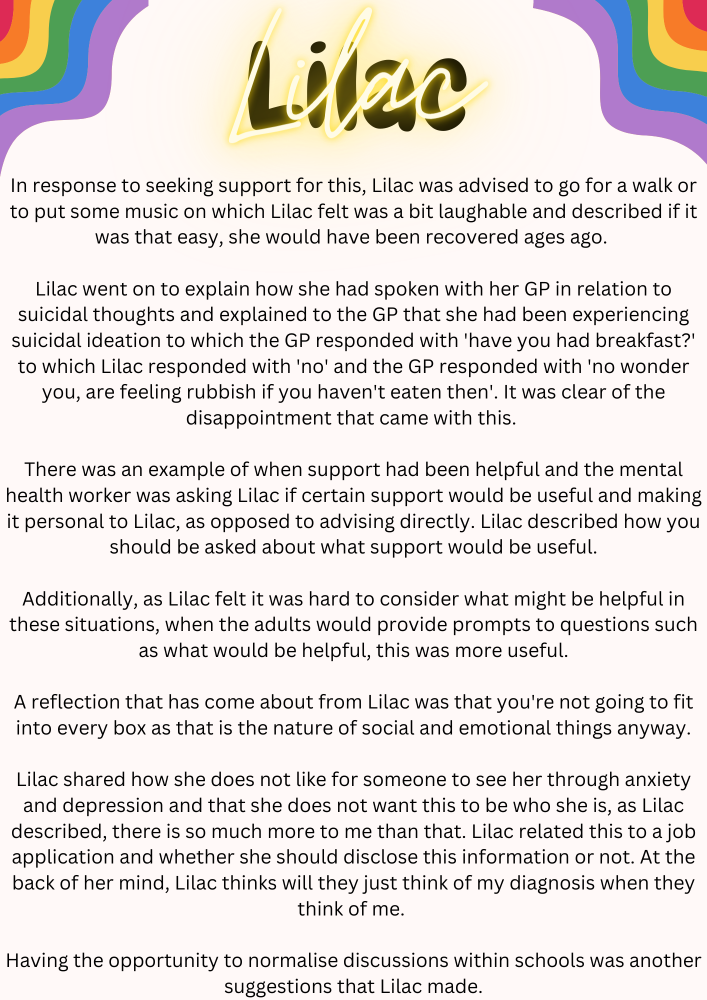 Lilac
In response to seeking support for this, Lilac was advised to go for a walk or
to put some music on which Lilac felt was a bit laughable and described if it
was that easy, she would have been recovered ages ago.
Lilac went on to explain how she had spoken with her GP in relation to
suicidal thoughts and explained to the GP that she had been experiencing
suicidal ideation to which the GP responded with 'have you had breakfast?'
to which Lilac responded with 'no' and the GP responded with 'no wonder
you, are feeling rubbish if you haven't eaten then'. It was clear of the
disappointment that came with this.
There was an example of when support had been helpful and the mental
health worker was asking Lilac if certain support would be useful and making
it personal to Lilac, as opposed to advising directly. Lilac described how you
should be asked about what support would be useful.
Additionally, as Lilac felt it was hard to consider what might be helpful in
these situations, when the adults would provide prompts to questions such
as what would be helpful, this was more useful.
A reflection that has come about from Lilac was that you're not going to fit
into every box as that is the nature of social and emotional things anyway.
Lilac shared how she does not like for someone to see her through anxiety
and depression and that she does not want this to be who she is, as Lilac
described, there is so much more to me than that. Lilac related this to a job
application and whether she should disclose this information or not. At the
back of her mind, Lilac thinks will they just think of my diagnosis when they
think of me.
Having the opportunity to normalise discussions within schools was another
suggestions that Lilac made.